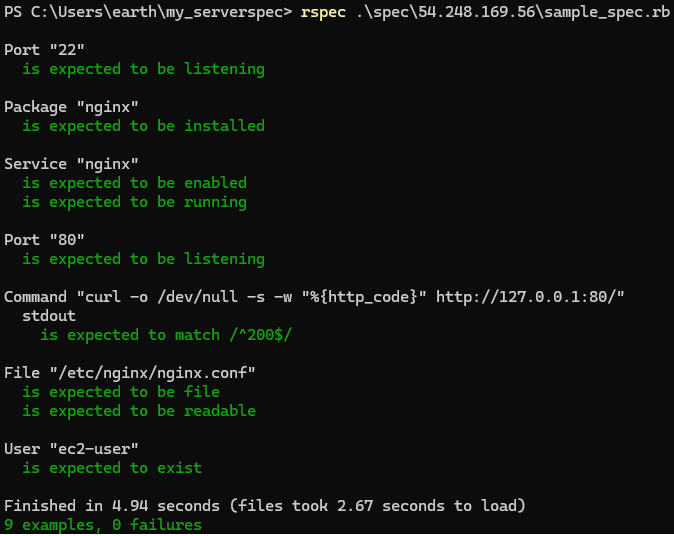 PS C:\Users\earth\my_serverspec> rspec .\spec\54.248.169.56\sample_spec.rb
Port "22"
is expected to be listening
Package "nginx"
is expected to be installed
Service "nginx"
is expected to be enabled
is expected to be running
Port "80"
is expected to be listening
Command "curl -o /dev/null -s -w "%{http_code}" http://127.0.0.1:80/"
stdout
is expected to match /^200$/
File "/etc/nginx/nginx.conf"
is expected to be file
is expected to be readable
User "ec2-user"
is expected to exist
Finished in 4.94 seconds (files took 2.67 seconds to load)
9 examples, 0 failures